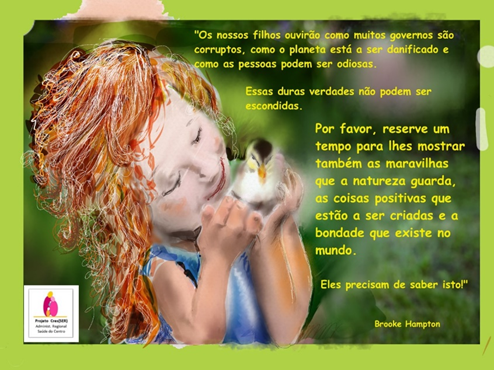 "Os nossos filhos ouvirão como muitos governos são
corruptos, como o planeta está a ser danificado e
como as pessoas podem ser odiosas.
Essas duras verdades não podem ser
escondidas.
Por favor, reserve um
tempo para lhes mostrar
também as maravilhas
que a natureza guarda,
as coisas positivas que
estão a ser criadas e a
bondade que existe no
mundo.
Eles precisam de saber isto!"
Brooke Hampton
Projeto Cres(SER)
Administ. Regional
Saúde do Centro